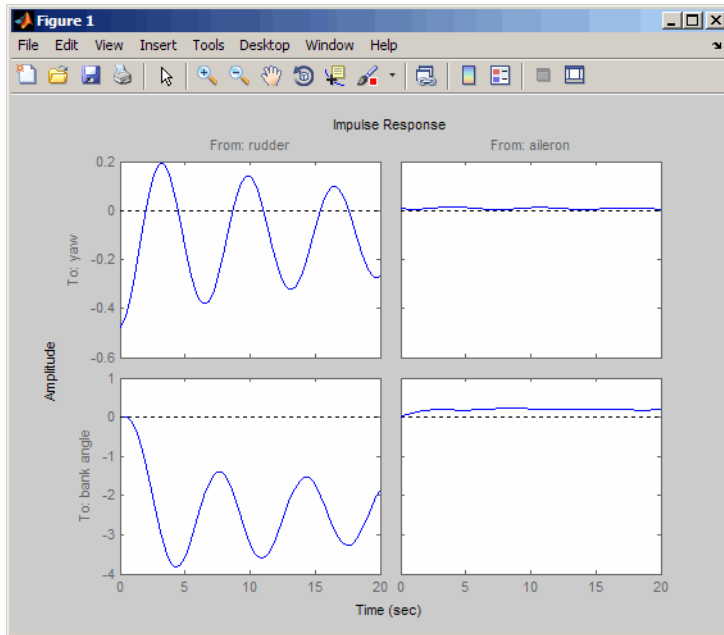 Figure 1
File Edit View Insert Tools Desktop Window Help
Impulse Response
From: rudder From: aileron
0.2
0
-0.2
-0.4
-0.6
To: yaw
Amplitude
1
0
-1
-2
-3
-4
To: bank angle
0 5 10 15 20 0 5 10 15 20
Time (sec)